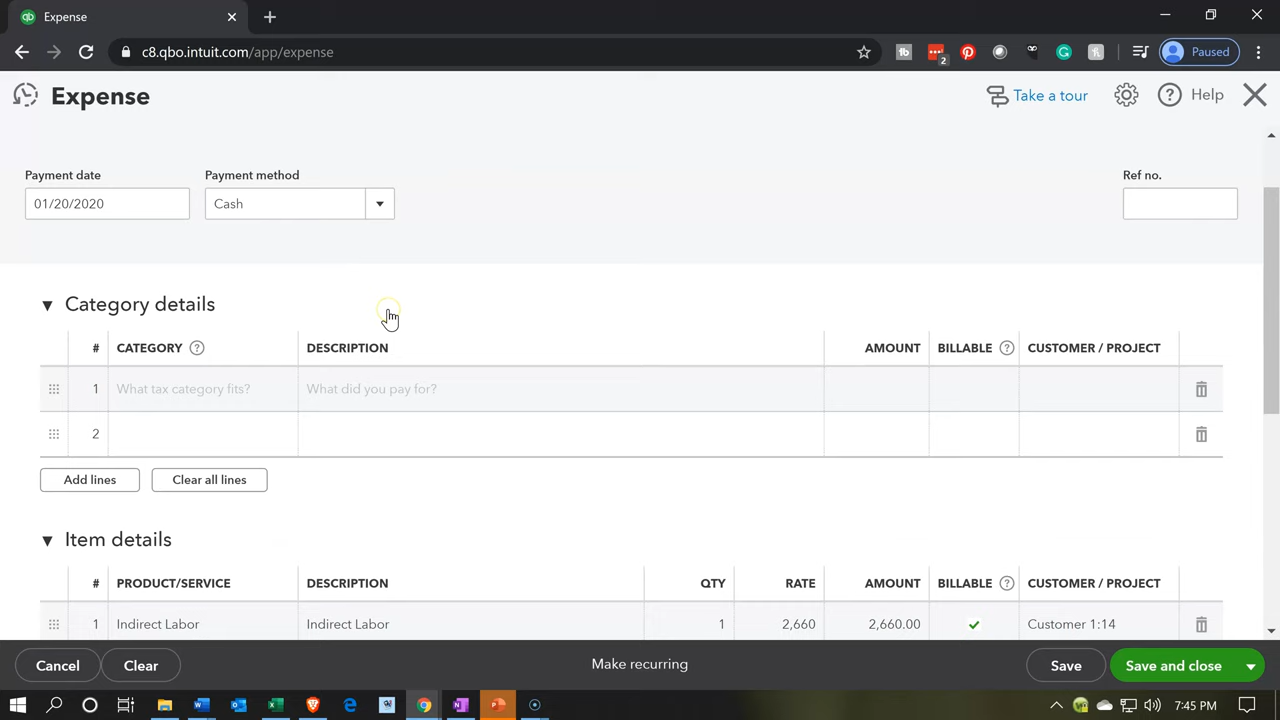 Expense
c8.qbo.intuit.com/app/expense
2
Paused
Expense
Take a tour
Help
Payment date
Payment method
Ref no.
01/20/2020
Cash
Category details
# CATEGORY ? DESCRIPTION AMOUNT BILLABLE ? CUSTOMER / PROJECT
1 What tax category fits? What did you pay for?
2
Add lines
Clear all lines
Item details
# PRODUCT/SERVICE DESCRIPTION QTY RATE AMOUNT BILLABLE ? CUSTOMER / PROJECT
1 Indirect Labor Indirect Labor 1 2,660 2,660.00 Customer 1:14
Cancel
Clear
Make recurring
Save
Save and close
7:45 PM